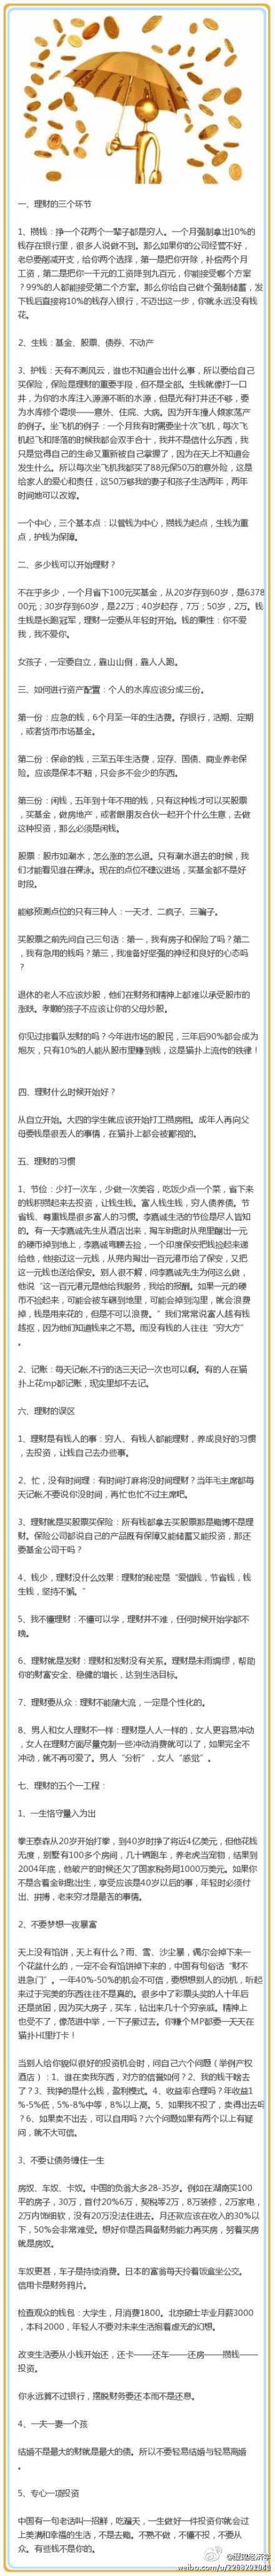 一、理财的三个环节
1、攒钱：挣一个花两个一辈子都是穷人。一个月强制拿出10%的
钱存在银行里，很多人说做不到。那么如果你的公司经营不好，
老总要削减开支，给你两个选择，第一是把你开除，补偿两个月
工资，第二是把你一千元的工资降到九百元，你能接受哪个方案
？99%的人都能接受第二个方案。那么你给自己做个强制储蓄，发
下钱后直接将10%的钱存入银行，不迈出这一步，你就永远没有钱
花。
2、生钱：基金、股票、债券、不动产
3、护钱：天有不测风云，谁也不知道会出什么事，所以要给自己
买保险，保险是理财的重要手段，但不是全部。生钱就像打一口
井，为你的水库注入源源不断的水源，但是光有打井还不够，要
为水库修个堤坝——意外、住院、大病。因为开车撞人倾家荡产
的例子。坐飞机的例子：一个月我有时需要坐十次飞机，每次飞
机起飞和降落的时候我都会双手合十，我并不是信什么东西，我
只是觉得自己的生命又重新被自己掌握了，因为在天上不知道会
发生什么。所以每次坐飞机我都买了88元保50万的意外险，这是
给家人的爱心和责任，这50万够我的妻子和孩子生活两年，两年
时间她可以改嫁。
一个中心，三个基本点：以管钱为中心，攒钱为起点，生钱为重
点，护钱为保障。
二、多少钱可以开始理财？
不在乎多少，一个月省下100元买基金，从20岁存到60岁，是6378
00元；30岁存到60岁，是22万；40岁起存，7万；50岁，2万。钱
生钱是长跑冠军，理财一定要从年轻时开始。钱的秉性：你不爱
我，我不爱你。
女孩子，一定要自立，靠山山倒，靠人人跑。
三、如何进行资产配置：个人的水库应该分成三份。
第一份：应急的钱，6个月至一年的生活费。存银行，活期、定期
，或者货币市场基金。
第二份：保命的钱，三至五年生活费，定存、国债、商业养老保
险。应该是保本不赔，只会多不会少的东西。
第三份：闲钱，五年到十年不用的钱，只有这种钱才可以买股票
，买基金，做房地产，或者跟朋友合伙一起开个什么生意，去做
这种投资，那么必须是闲钱。
股票：股市如潮水，怎么涨的怎么退。只有潮水退去的时候，我
们才能看见谁在裸泳。现在的点位不建议进场，买基金都不是好
时段。
能够预测点位的只有三种人：一天才、二疯子、三骗子。
买股票之前先问自己三句话：第一，我有房子和保险了吗？第二
，我有急用的钱吗？第三，我准备好坚强的神经和良好的心态吗
？
退休的老人不应该炒股，他们在财务和精神上都难以承受股市的
涨跌。孝顺的孩子不应该让你的父母炒股。
你见过排着队发财的吗？今年进市场的股民，三年后90%都会成为
炮灰，只有10%的人能从股市里赚到钱，这是猫扑上流传的铁律！
四、理财什么时候开始好？
从自立开始。大四的学生就应该开始打工攒房租。成年人再向父
母要钱是很丢人的事情，在猫扑上都会被鄙视的。
五、理财的习惯
1、节俭：少打一次车，少做一次美容，吃饭少点一个菜，省下来
的钱积攒起来去投资，让钱生钱。富人钱生钱，穷人债养债。节
省钱、尊重钱是很多富人的习惯。李嘉诚生活的节俭是尽人皆知
的。有一天李嘉诚先生从酒店出来，掏车钥匙时从兜里蹦出一元
的硬币掉到地上，李嘉诚弯腰去捡，一个印度保安把钱捡起来递
给他，他接过这一元钱，从兜内掏出一百元港币给了保安，又把
这一元钱也送给保安。别人很不解，问李嘉诚先生为何这么做，
他说“这一百元港元是他给我服务，我给的报酬。如果一元的硬
币不捡起来，可能会被车碾到地里，可能会掉到沟里，就会浪费
掉，钱是用来花的，但是不可以浪费。”我们常常说富人越有钱
越抠，因为他们知道钱来之不易。而没有钱的人往往“穷大方”
。
2、记账：每天记帐,不行的话三天记一次也可以啊。有的人在猫
扑上花mp都记账，现实里却不去记。
六、理财的误区
1、理财是有钱人的事：穷人、有钱人都能理财，养成良好的习惯
，去投资，让钱自己去办些事。
2、忙，没有时间理：有时间打麻将没时间理财？当年毛主席都每
天记帐,不要说你没时间，再忙也忙不过主席吧。
3、理财就是买股票买保险：所有钱都拿去买股票那是赌博不是理
财。保险公司都说自己的产品既有保障又能储蓄又能投资，那还
要基金公司干吗？
4、钱少，理财没什么效果：理财的秘密是“爱惜钱，节省钱，钱
生钱，坚持不懈。”
5、我不懂理财：不懂可以学，理财并不难，任何时候开始学都不
晚。
6、理财就是发财：理财和发财没有关系。理财是未雨绸缪，帮助
你的财富安全、稳健的增长，达到生活目标。
7、理财要从众：理财不能随大流，一定是个性化的。
8、男人和女人理财不一样：理财是人人一样的，女人更容易冲动
，女人在理财方面尽量克制一些冲动消费就可以了，如果完全不
冲动，就不再可爱了。男人“分析”，女人“感觉”。
七、理财的五个一工程：
1、一生恪守量入为出
拳王泰森从20岁开始打拳，到40岁时挣了将近4亿美元，但他花钱
无度，别墅有100多个房间，几十辆跑车，养老虎当宠物，结果到
2004年底，他破产的时候还欠了国家税务局1000万美元。如果你
不是含着金钥匙出生，享受应该是40岁以后的事，年轻时必须付
出、拼搏，老来穷才是最苦的事情。
2、不要梦想一夜暴富
天上没有馅饼，天上有什么？雨、雪、沙尘暴，偶尔会掉下来一
个花盆什么的，一定不会有馅饼掉下来的，中国有句俗话“财不
进急门”。一年40%-50%的机会不可信，要想想别人的动机，听起
来过于完美的东西往往不是真的。很多中了彩票头奖的人十年后
还是贫困，因为买大房子，买车，钻出来几十个穷亲戚。精神上
也受不了，像范进中举，一下子服过去。你赚个MP都要一天天在
猫扑HI里打卡！
当别人给你貌似很好的投资机会时，问自己六个问题（举例产权
酒店）：1、谁在卖我东西，对方的信誉如何？2、我的钱干啥去
了？3、我挣的是什么钱，盈利模式。4、收益率合理吗？年收益1
%-5%低，5%-8%中等，8%以上高。5、如果我不投了，卖得出去吗
？6、如果卖不出去，可以自用吗？六个问题如果有两个以上有疑
问，就不大可信。
3、不要让债务缠住一生
房奴、车奴、卡奴。中国的负翁大多28-35岁。例如在湖南买100
平的房子，30万，首付20%6万，契税等2万，8万装修，2万家电，
2万内饰细软，没有20万没法住进去。月还款应该在收入的30%以
下，50%会非常难受。想好你是否具备财务能力再买房，努着买房
就是房奴。
车奴更甚，车子是持续消费。日本的富翁每天拎着饭盒坐公交。
信用卡是财务鸦片。
检查观众的钱包：大学生，月消费1800。北京硕士毕业月薪3000
，本科2000，年轻人不要对未来生活抱着虚无的幻想。
改变生活要从小钱开始还，还卡——还车——还房——攒钱——
投资。
你永远算不过银行，摆脱财务要还本而不是还息。
4、一夫一妻一个孩
结婚不是最大的财就是最大的债。所以不要轻易结婚与轻易离婚
。
5、专心一项投资
中国有一句老话叫一招鲜，吃遍天，一生做好一件投资你就会过
上美满和幸福的生活，不是去赌。不熟不做，不懂不投，不要从
众。有些钱不是你的。